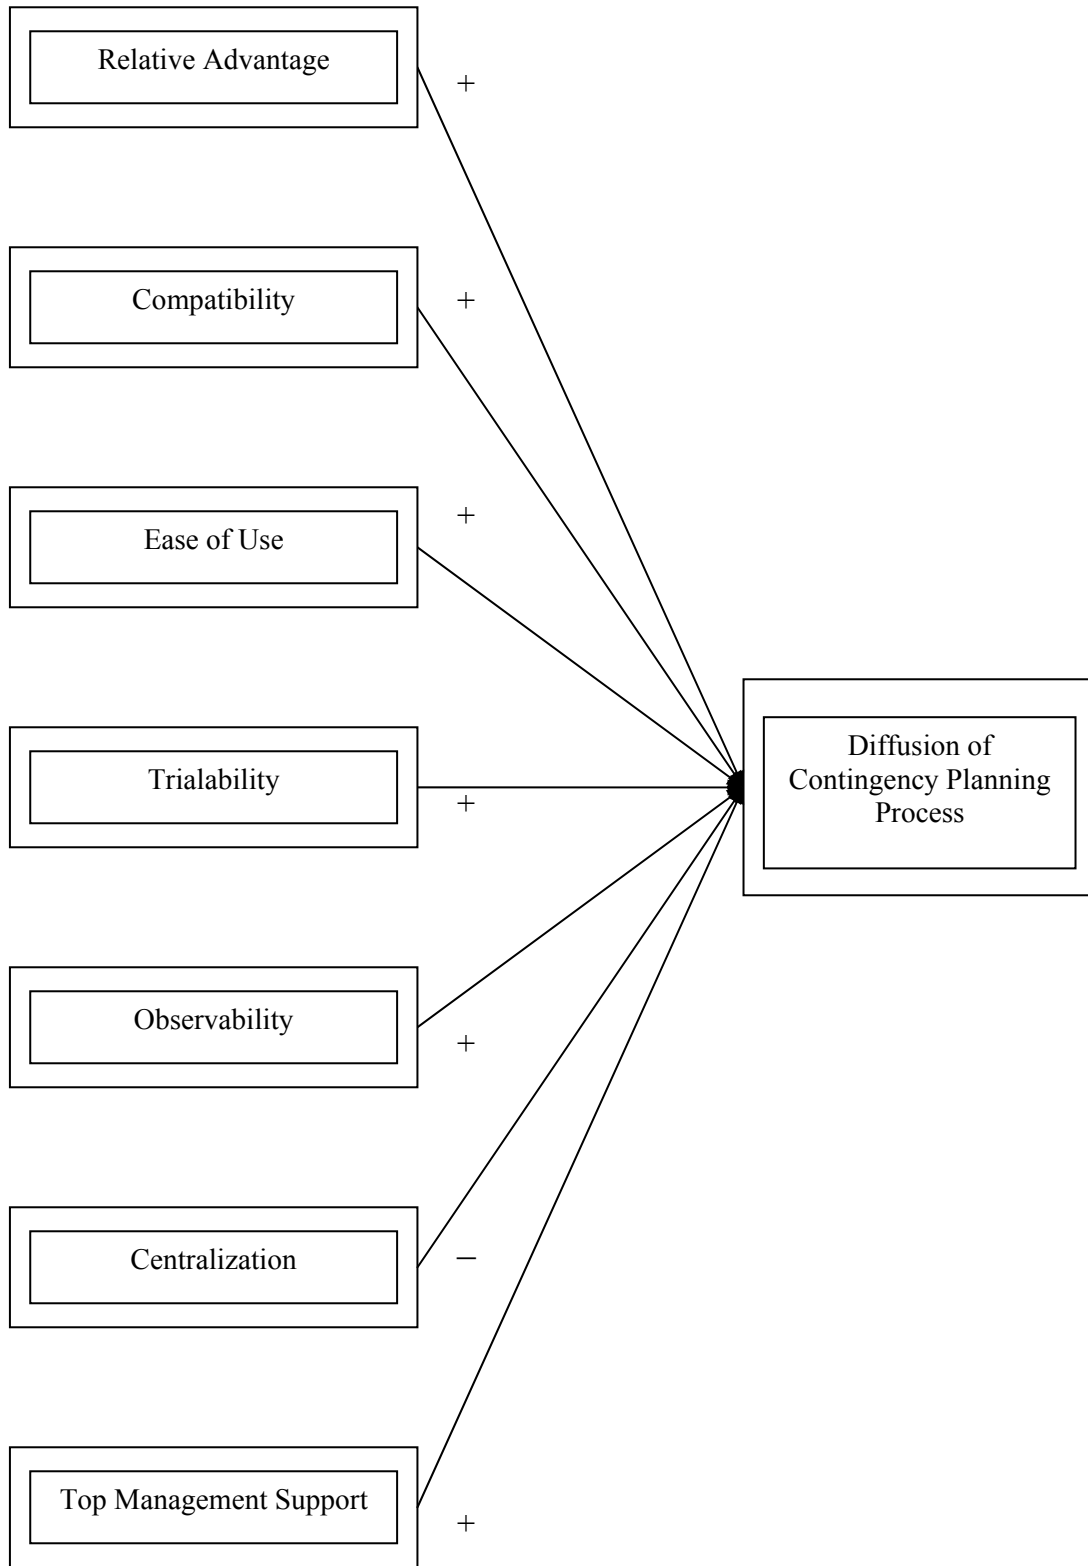 Relative Advantage
+
Compatibility
+
Ease of Use
+
Trialability
+
Diffusion of
Contingency Planning
Process
Observability
+
Centralization
–
Top Management Support
+